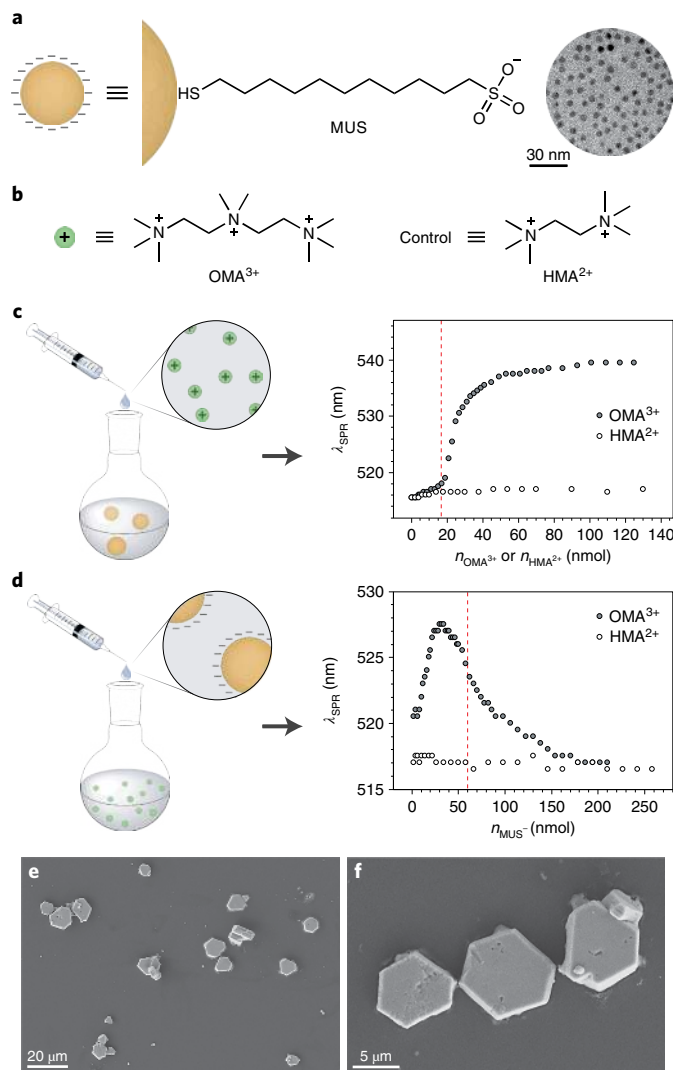 a
HS
O⁻
S
O
O
MUS
30 nm
b
+
≡
N
+
N
+
N
+
OMA³⁺
Control
≡
N
+
N
+
HMA²⁺
c
λSPR (nm)
540
530
520
0 20 40 60 80 100 120 140
nOMA³⁺ or nHMA²⁺ (nmol)
OMA³⁺
HMA²⁺
d
λSPR (nm)
530
525
520
515
0 50 100 150 200 250
nMUS⁻ (nmol)
OMA³⁺
HMA²⁺
e
20 μm
f
5 μm